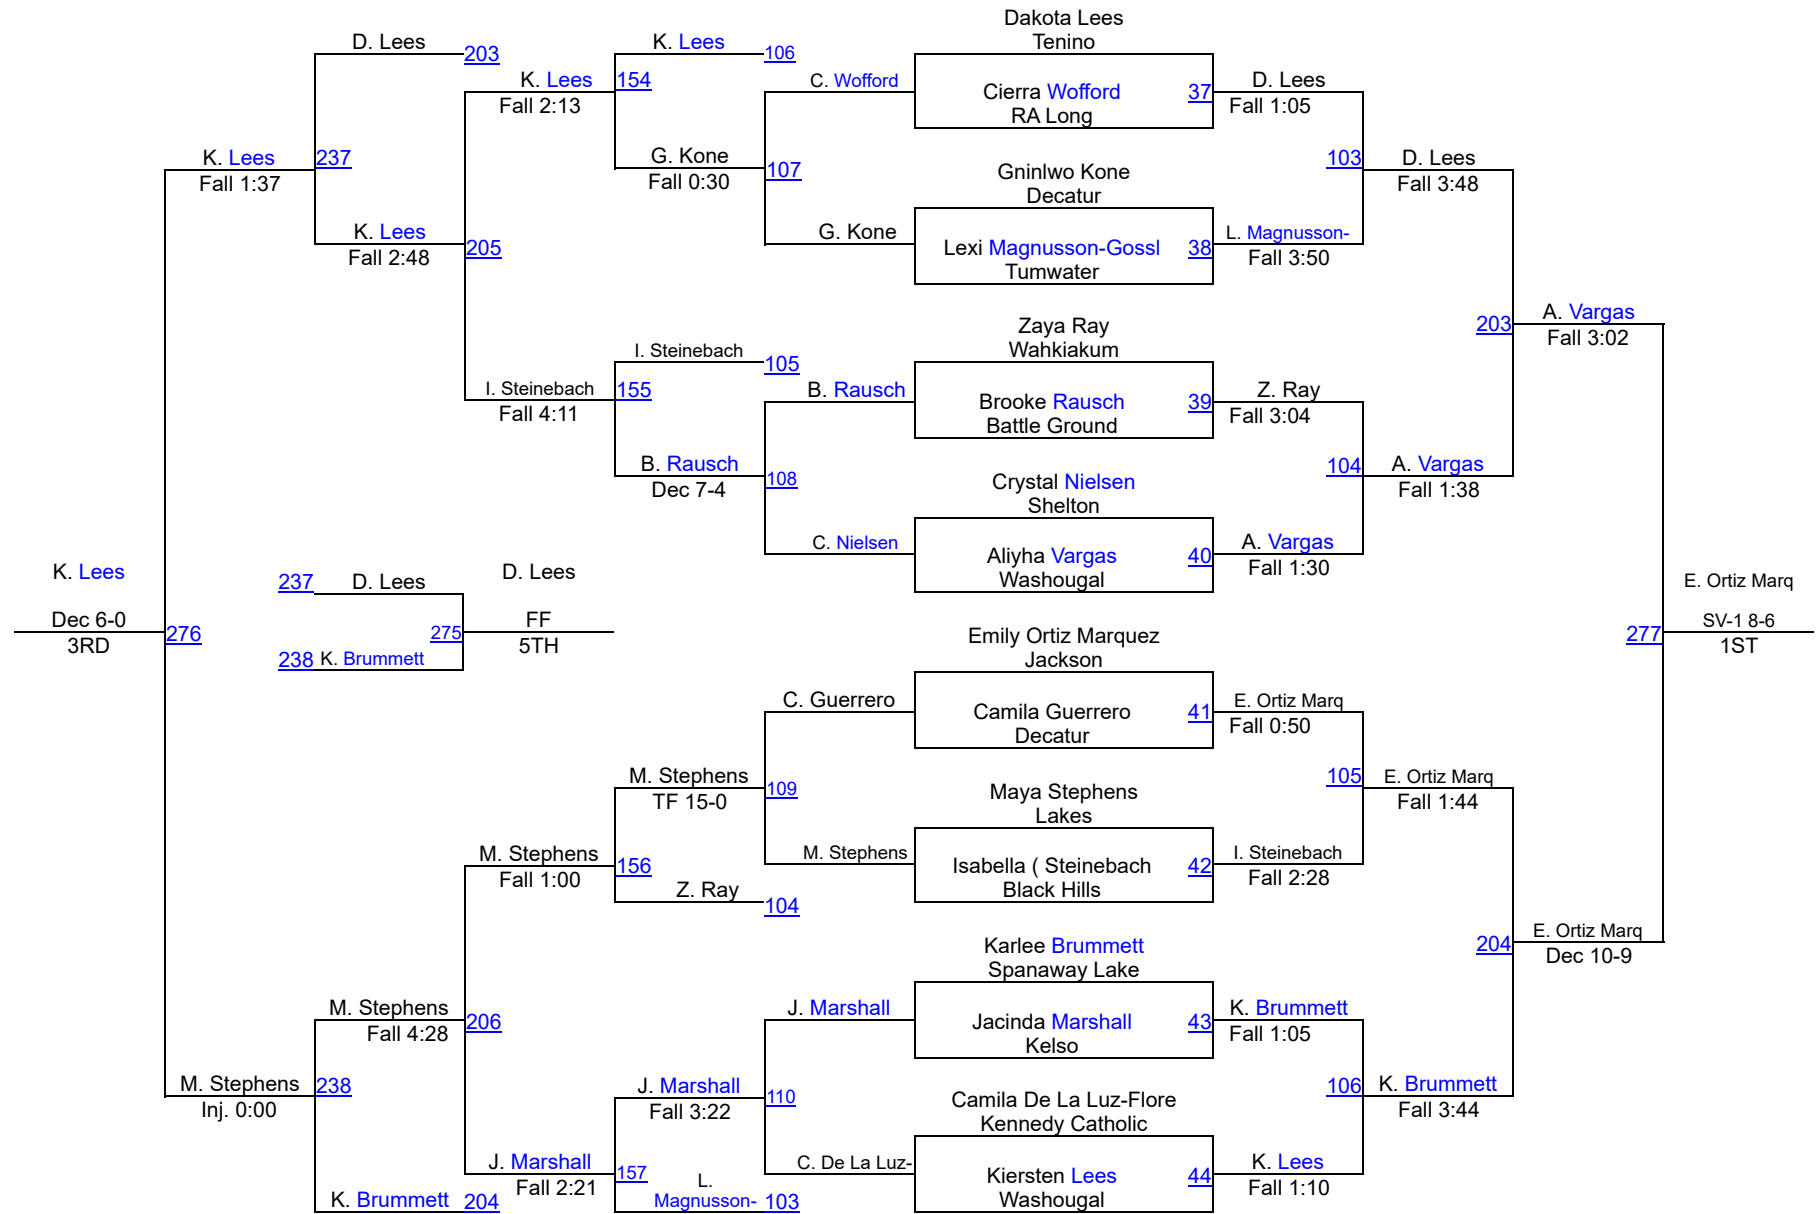 Dakota Lees
Tenino
D. Lees
203
K. Lees
106
K. Lees
154
Fall 2:13
C. Wofford
Cierra Wofford
37
RA Long
D. Lees
Fall 1:05
K. Lees
237
Fall 1:37
G. Kone
Fall 0:30
107
Gninlwo Kone
Decatur
103
D. Lees
Fall 3:48
K. Lees
Fall 2:48
205
G. Kone
Lexi Magnusson-Gossl
38
Tumwater
L. Magnusson-
Fall 3:50
Zaya Ray
Wahkiakum
203
A. Vargas
Fall 3:02
I. Steinebach
105
I. Steinebach
155
Fall 4:11
B. Rausch
Brooke Rausch
39
Battle Ground
Z. Ray
Fall 3:04
B. Rausch
Dec 7-4
108
Crystal Nielsen
Shelton
104
A. Vargas
Fall 1:38
C. Nielsen
Aliyha Vargas
40
Washougal
A. Vargas
Fall 1:30
K. Lees
Dec 6-0
3RD
276
237
D. Lees
275
238
K. Brummett
D. Lees
FF
5TH
E. Ortiz Marq
SV-1 8-6
1ST
277
Emily Ortiz Marquez
Jackson
C. Guerrero
Camila Guerrero
41
Decatur
E. Ortiz Marq
Fall 0:50
M. Stephens
TF 15-0
109
Maya Stephens
Lakes
105
E. Ortiz Marq
Fall 1:44
M. Stephens
Fall 1:00
156
M. Stephens
Isabella ( Steinebach
42
Black Hills
I. Steinebach
Fall 2:28
Z. Ray
104
Karlee Brummett
Spanaway Lake
204
E. Ortiz Marq
Dec 10-9
M. Stephens
Fall 4:28
206
J. Marshall
Jacinda Marshall
43
Kelso
K. Brummett
Fall 1:05
M. Stephens
Inj. 0:00
238
J. Marshall
Fall 3:22
110
Camila De La Luz-Flore
Kennedy Catholic
106
K. Brummett
Fall 3:44
J. Marshall
Fall 2:21
157
C. De La Luz-
Kiersten Lees
44
Washougal
K. Lees
Fall 1:10
K. Brummett
204
L.
Magnusson-
103